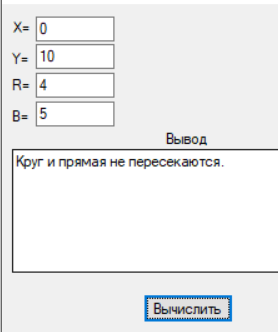 X= 0
Y= 10
R= 4
B= 5
Вывод
Круг и прямая не пересекаются.
Вычислить